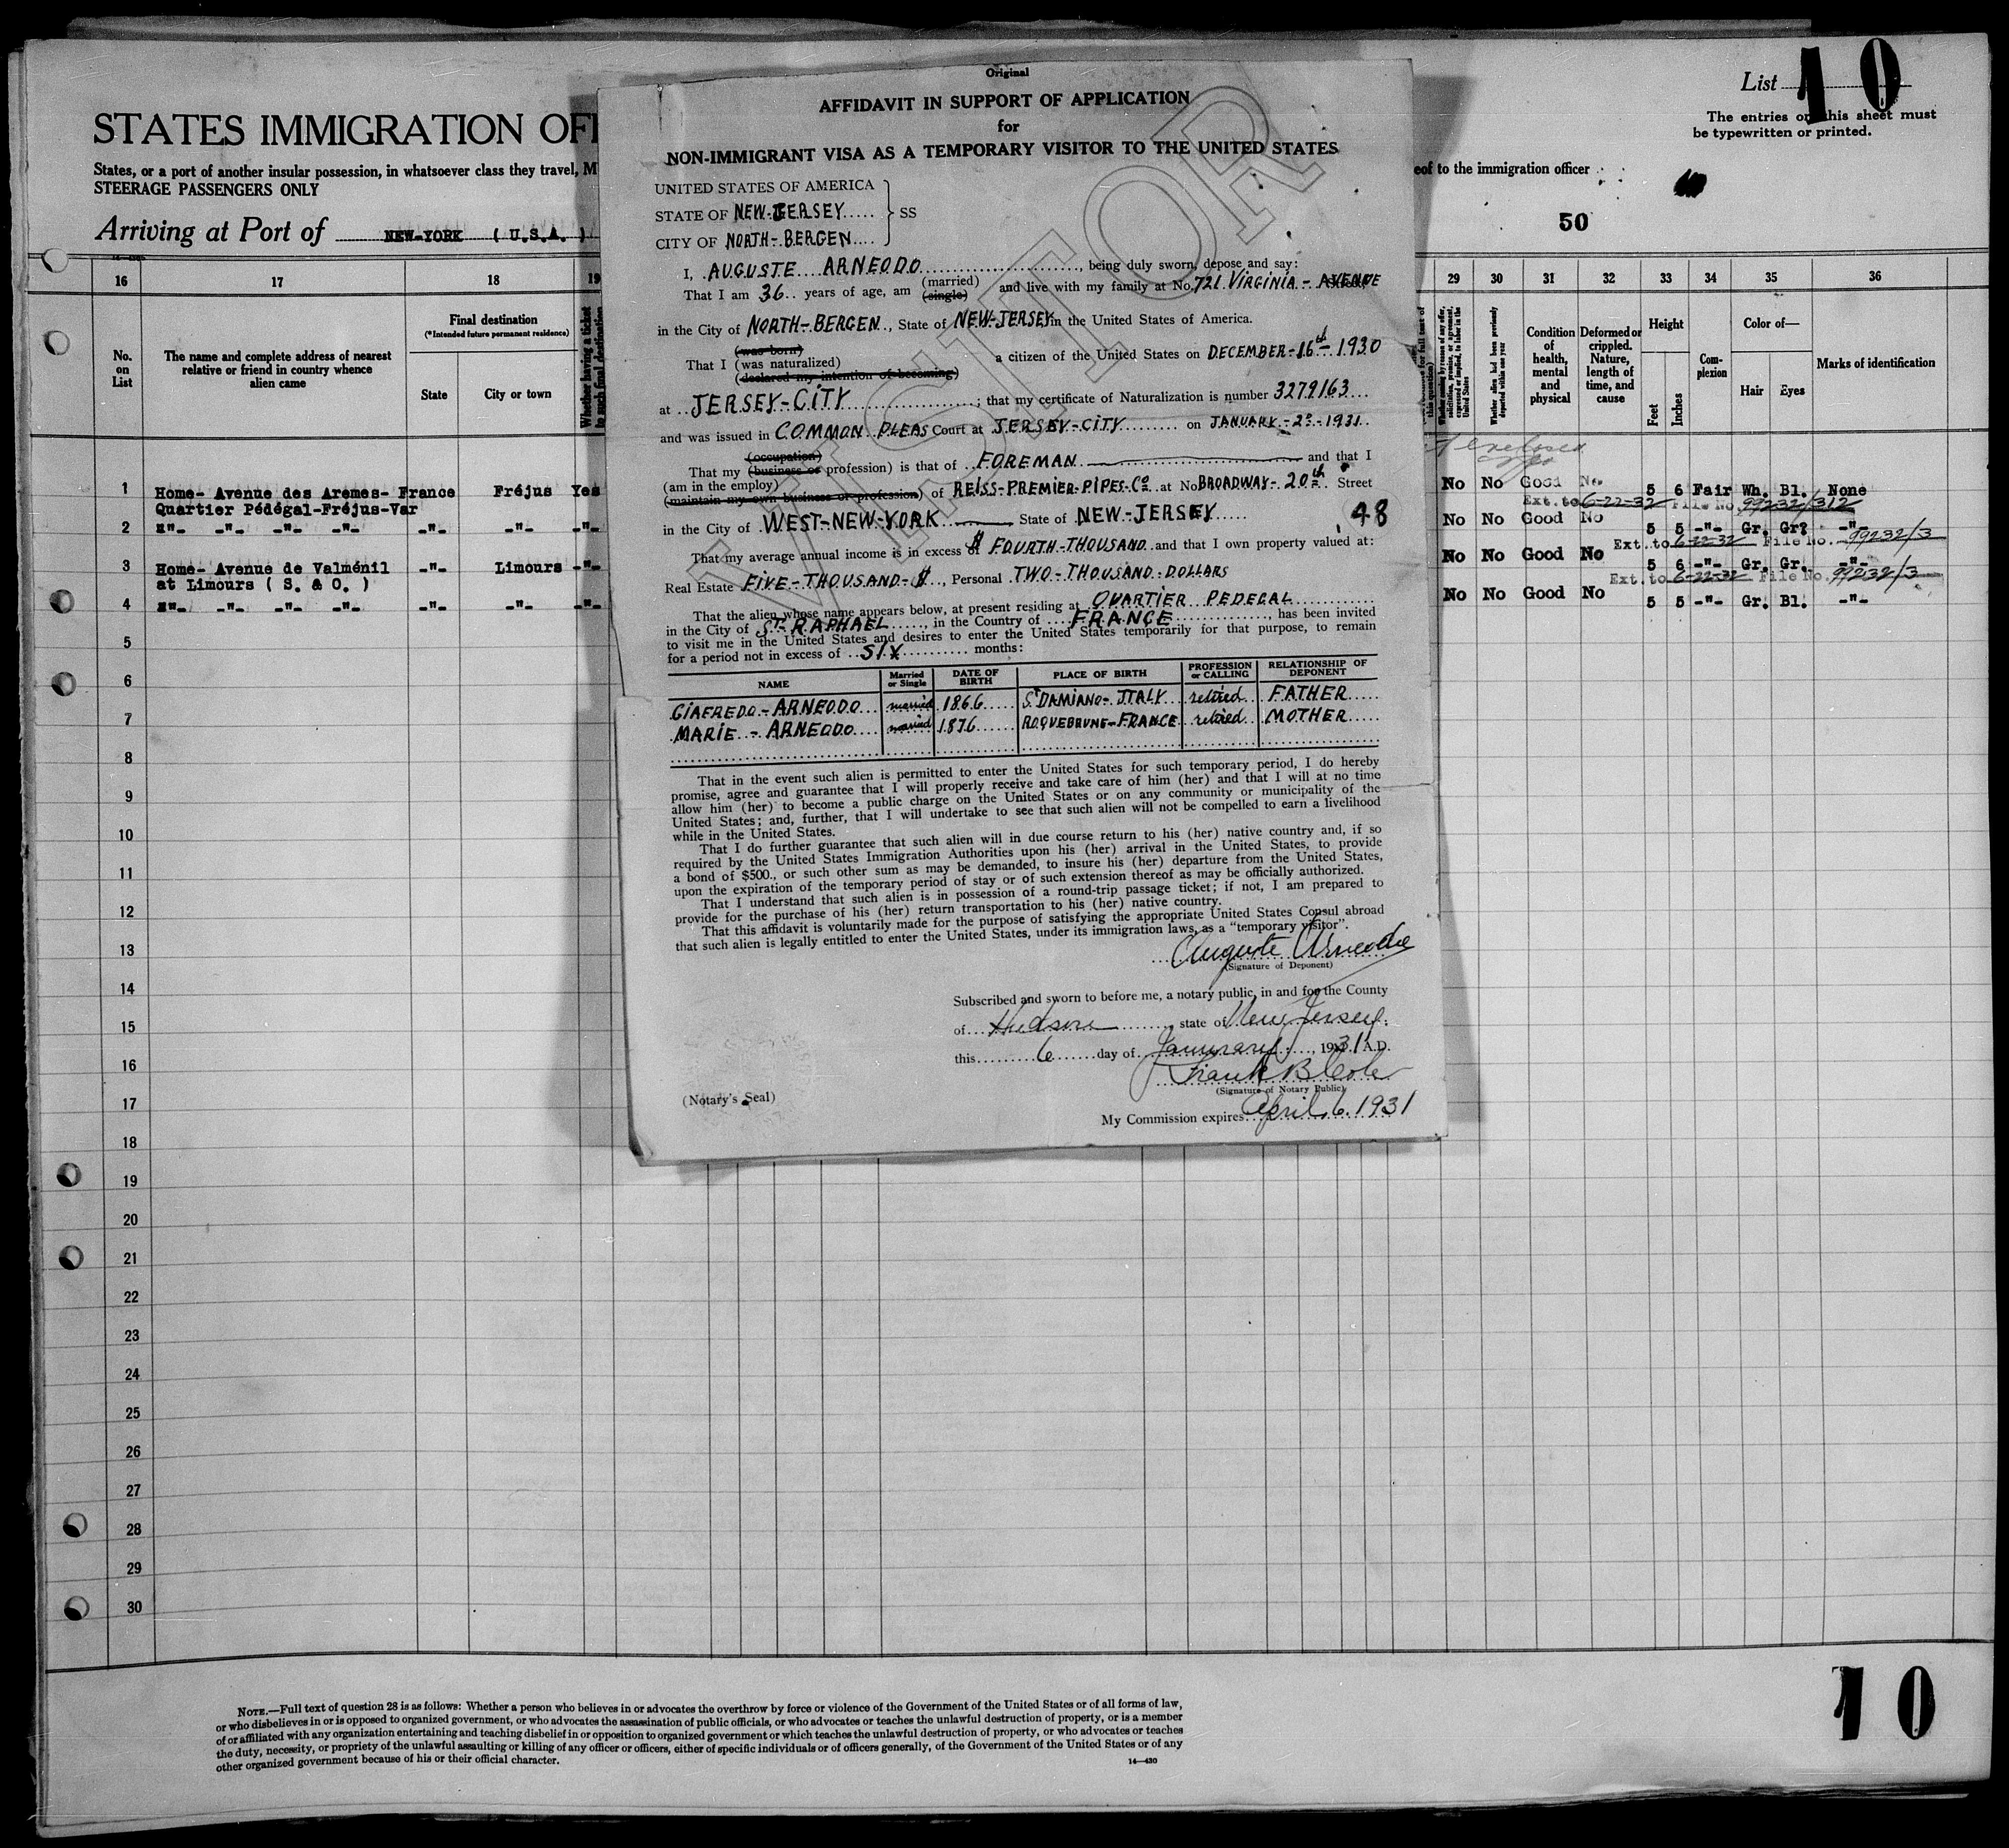 List 10
The entries on this sheet must
be typewritten or printed.
STATES IMMIGRATION OFF
States, or a port of another insular possession, in whatsoever class they travel, M
eof to the immigration officer
STEERAGE PASSENGERS ONLY
50
Arriving at Port of NEW-YORK ( U.S.A. )
16 17 18 19
No. on List
The name and complete address of nearest
relative or friend in country whence
alien came
Final destination
(*Intended future permanent residence)
State City or town
Whether having a ticket
to such final destination
1 Home- Avenue des Aremes- France Fréjus Yes
Quartier Pédégal-Fréjus-Var
2 -"- -"- -"- -"- -"- -"- -"-
3 Home- Avenue de Valménil -"- Limours -"-
at Limours ( S. & O. )
4 -"- -"- -"- -"- -"- -"- -"-
5
6
7
8
9
10
11
12
13
14
15
16
17
18
19
20
21
22
23
24
25
26
27
28
29
30
Original
AFFIDAVIT IN SUPPORT OF APPLICATION
for
NON-IMMIGRANT VISA AS A TEMPORARY VISITOR TO THE UNITED STATES
VISITOR
UNITED STATES OF AMERICA
STATE OF NEW-JERSEY SS
CITY OF NORTH-BERGEN
I, AUGUSTE ARNEODO, being duly sworn, depose and say:
That I am 36 years of age, am (married) (single) and live with my family at No. 721 VIRGINIA - AVENUE
in the City of NORTH-BERGEN, State of NEW-JERSEY in the United States of America.
(was born)
That I (was naturalized) a citizen of the United States on DECEMBER-16th-1930
(declared my intention of becoming)
at JERSEY-CITY; that my certificate of Naturalization is number 3279163
and was issued in COMMON PLEAS Court at JERSEY-CITY on JANUARY-2d-1931
(occupation)
That my (business or profession) is that of FOREMAN and that I
(am in the employ)
(maintain my own business or profession) of REISS-PREMIER-PIPES-Co at No BROADWAY-20th Street
in the City of WEST-NEW-YORK State of NEW-JERSEY
48
That my average annual income is in excess of $ FOURTH-THOUSAND and that I own property valued at:
Real Estate FIVE-THOUSAND-$, Personal TWO-THOUSAND-DOLLARS
That the alien whose name appears below, at present residing at QUARTIER PEDEGAL
in the City of ST. RAPHAEL, in the Country of FRANCE, has been invited
to visit me in the United States and desires to enter the United States temporarily for that purpose, to remain
for a period not in excess of SIX months:
NAME Married or Single DATE OF BIRTH PLACE OF BIRTH PROFESSION or CALLING RELATIONSHIP OF DEPONENT
GIAFREDO-ARNEODO married 1866 St DAMIANO-ITALY retired FATHER
MARIE - ARNEODO married 1876 ROQUEBRUNE-FRANCE retired MOTHER
That in the event such alien is permitted to enter the United States for such temporary period, I do hereby
promise, agree and guarantee that I will properly receive and take care of him (her) and that I will at no time
allow him (her) to become a public charge on the United States or on any community or municipality of the
United States; and, further, that I will undertake to see that such alien will not be compelled to earn a livelihood
while in the United States.
That I do further guarantee that such alien will in due course return to his (her) native country and, if so
required by the United States Immigration Authorities upon his (her) arrival in the United States, to provide
a bond of $500., or such other sum as may be demanded, to insure his (her) departure from the United States,
upon the expiration of the temporary period of stay or of such extension thereof as may be officially authorized.
That I understand that such alien is in possession of a round-trip passage ticket; if not, I am prepared to
provide for the purchase of his (her) return transportation to his (her) native country.
That this affidavit is voluntarily made for the purpose of satisfying the appropriate United States Consul abroad
that such alien is legally entitled to enter the United States, under its immigration laws, as a "temporary visitor".
Auguste Arneodo
(Signature of Deponent)
Subscribed and sworn to before me, a notary public, in and for the County
of Hudson, state of New Jersey.
this 6 day of January, 1931 A.D.
Frank B Cole
(Signature of Notary Public)
(Notary's Seal)
My Commission expires April 6. 1931
29 30 31 32 33 34 35 36
Whether alien had been previously deported within one year
Condition of health, mental and physical
Deformed or crippled. Nature, length of time, and cause
Height
Feet Inches
Complexion
Color of—
Hair Eyes
Marks of identification
No No Good No 5 6 Fair Wh. Bl. None
Ext. to 6-22-32 File No. 99232/312
No No Good No 5 5 -"- Gr. Gr? -"-
Ext. to 6-22-32 File No. 99232/3
No No Good No 5 6 -"- Gr. Gr. -"-
Ext. to 6-22-32 File No. 99232/3
No No Good No 5 5 -"- Gr. Bl. -"-
10
NOTE.—Full text of question 28 is as follows: Whether a person who believes in or advocates the overthrow by force or violence of the Government of the United States or of all forms of law,
or who disbelieves in or is opposed to organized government, or who advocates the assassination of public officials, or who advocates or teaches the unlawful destruction of property, or is a member
of or affiliated with any organization entertaining and teaching disbelief in or opposition to organized government or which teaches the unlawful destruction of property, or who advocates or teaches
the duty, necessity, or propriety of the unlawful assaulting or killing of any officer or officers, either of specific individuals or of officers generally, of the Government of the United States or of any
other organized government because of his or their official character.
14—430